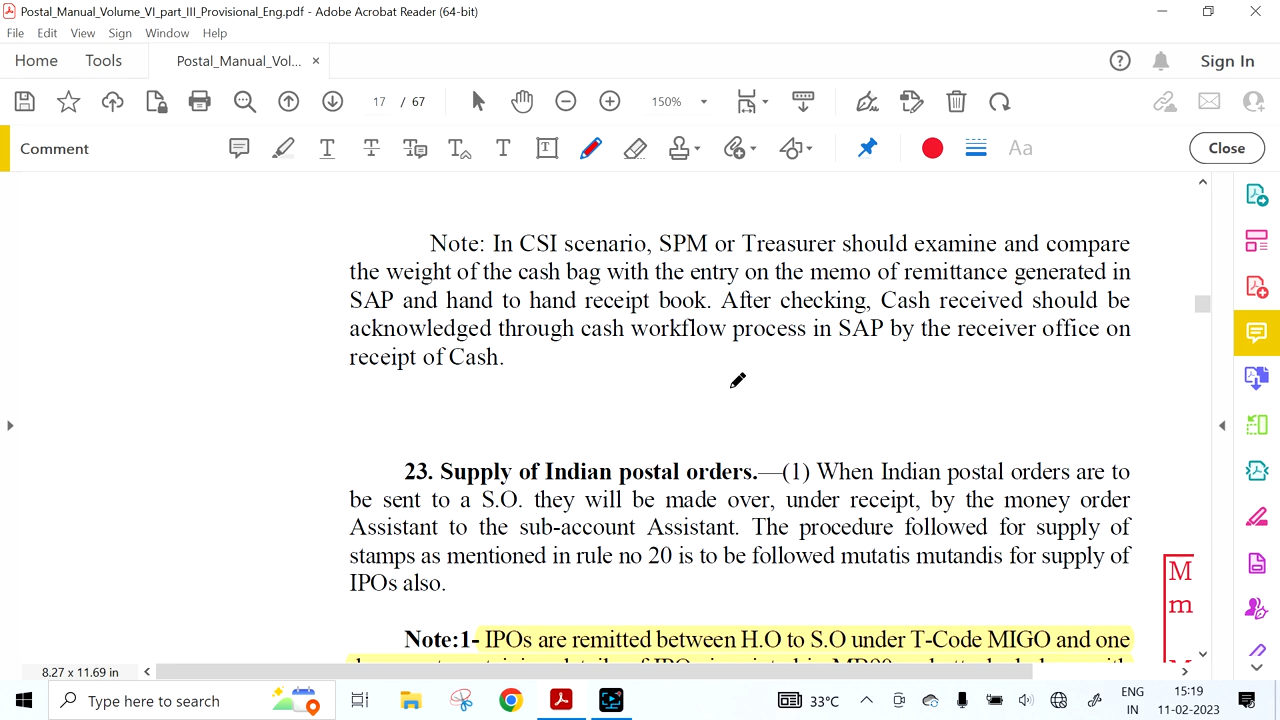 Postal_Manual_Volume_VI_part_III_Provisional_Eng.pdf - Adobe Acrobat Reader (64-bit)
File Edit View Sign Window Help
Home Tools Postal_Manual_Vol... × Sign In
17 / 67 150%
Comment Aa Close
Note: In CSI scenario, SPM or Treasurer should examine and compare
the weight of the cash bag with the entry on the memo of remittance generated in
SAP and hand to hand receipt book. After checking, Cash received should be
acknowledged through cash workflow process in SAP by the receiver office on
receipt of Cash.
23. Supply of Indian postal orders.—(1) When Indian postal orders are to
be sent to a S.O. they will be made over, under receipt, by the money order
Assistant to the sub-account Assistant. The procedure followed for supply of
stamps as mentioned in rule no 20 is to be followed mutatis mutandis for supply of
IPOs also.
M
m
Note:1- IPOs are remitted between H.O to S.O under T-Code MIGO and one
8.27 x 11.69 in
Type here to search
33°C
ENG
IN
15:19
11-02-2023